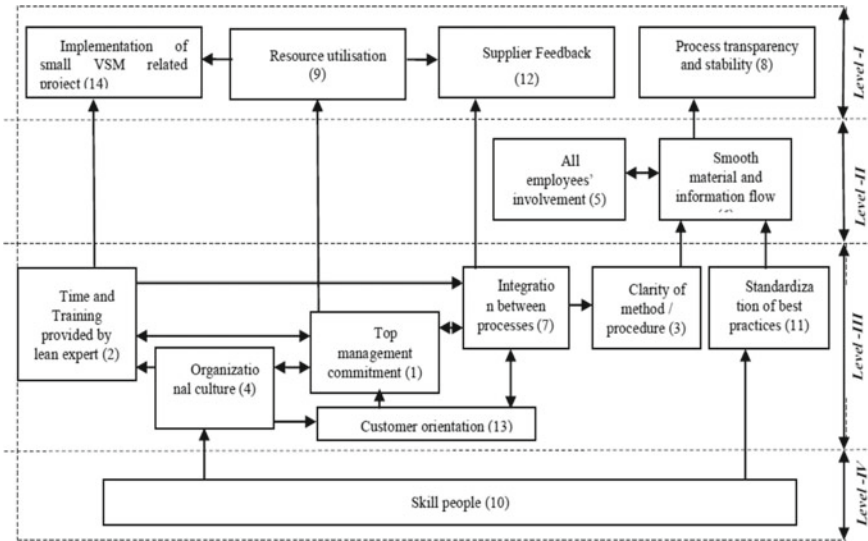 Implementation of
small VSM related
project (14)
Resource utilisation
(9)
Supplier Feedback
(12)
Process transparency
and stability (8)
Level -I
All
employees'
involvement (5)
Smooth
material and
information flow
Level -II
Time and
Training
provided by
lean expert (2)
Organizatio
nal culture (4)
Top
management
commitment (1)
Customer orientation (13)
Integratio
n between
processes (7)
Clarity of
method /
procedure (3)
Standardiza
tion of best
practices (11)
Level -III
Skill people (10)
Level -IV